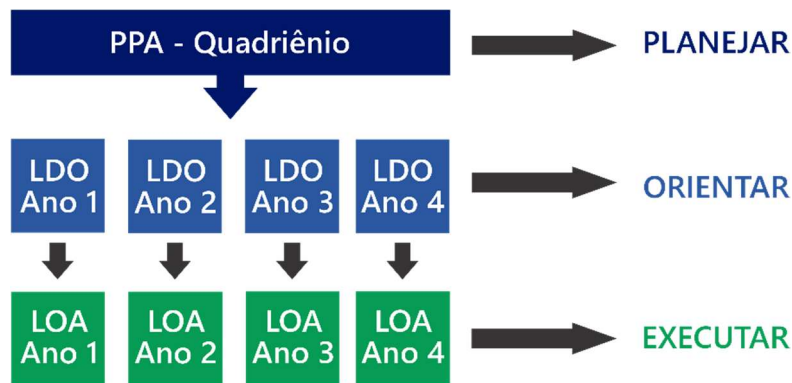 PPA - Quadriênio
PLANEJAR
LDO
Ano 1
LDO
Ano 2
LDO
Ano 3
LDO
Ano 4
ORIENTAR
LOA
Ano 1
LOA
Ano 2
LOA
Ano 3
LOA
Ano 4
EXECUTAR